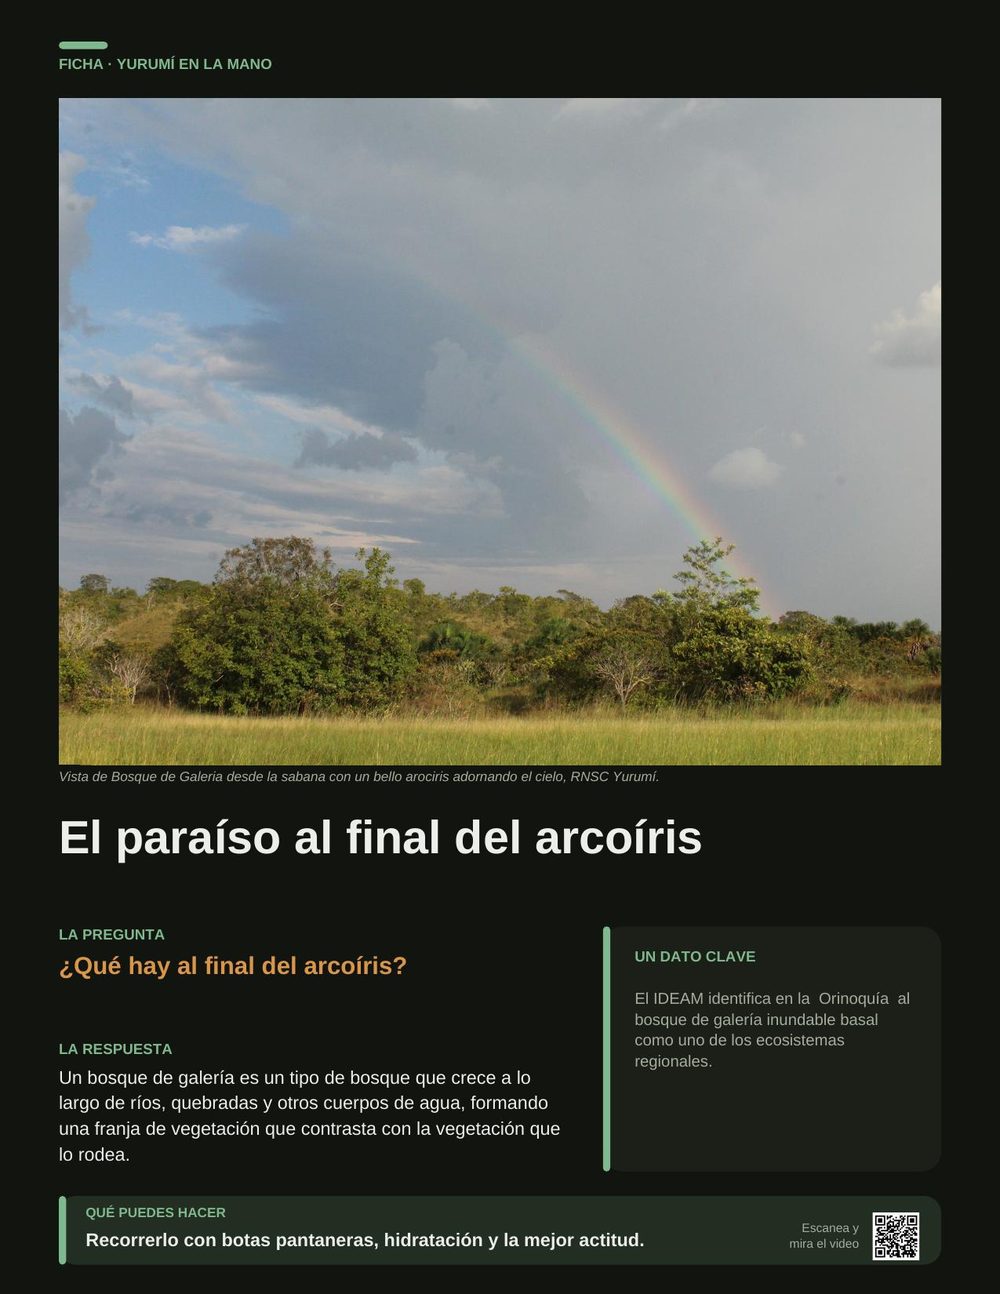 FICHA · YURUMÍ EN LA MANO
Vista de Bosque de Galeria desde la sabana con un bello arociris adornando el cielo, RNSC Yurumí.
El paraíso al final del arcoíris
LA PREGUNTA
¿Qué hay al final del arcoíris?
LA RESPUESTA
Un bosque de galería es un tipo de bosque que crece a lo
largo de ríos, quebradas y otros cuerpos de agua, formando
una franja de vegetación que contrasta con la vegetación que
lo rodea.
UN DATO CLAVE
El IDEAM identifica en la  Orinoquía  al
bosque de galería inundable basal
como uno de los ecosistemas
regionales.
QUÉ PUEDES HACER
Recorrerlo con botas pantaneras, hidratación y la mejor actitud.
Escanea y
mira el video